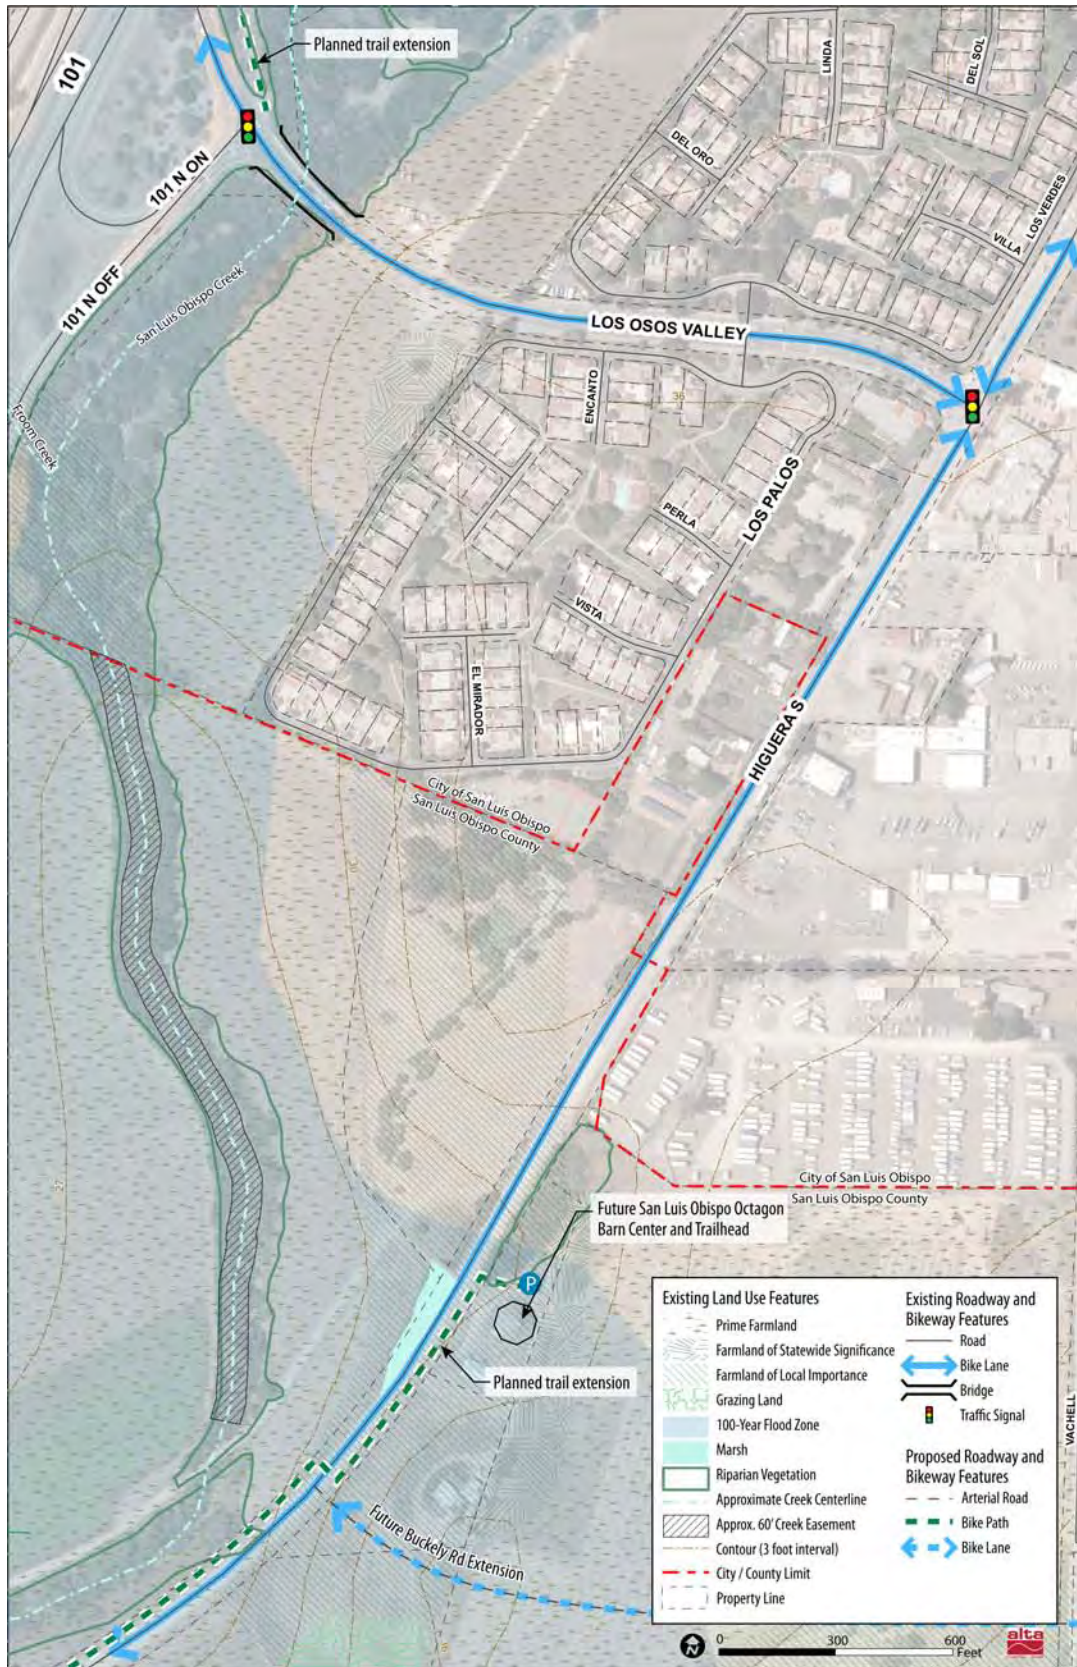 Planned trail extension
101
101 N ON
101 N OFF
San Luis Obispo Creek
Froom Creek
LINDA
DEL SOL
DEL ORO
VILLA
LOS VERDES
LOS OSOS VALLEY
ENCANTO
36
LOS PALOS
PERLA
VISTA
EL MIRADOR
HIGUERA S
City of San Luis Obispo
San Luis Obispo County
30
27
City of San Luis Obispo
San Luis Obispo County
Future San Luis Obispo Octagon
Barn Center and Trailhead
P
Planned trail extension
Future Buckely Rd Extension
VACHELL
Existing Land Use Features
Prime Farmland
Farmland of Statewide Significance
Farmland of Local Importance
Grazing Land
100-Year Flood Zone
Marsh
Riparian Vegetation
Approximate Creek Centerline
Approx. 60' Creek Easement
Contour (3 foot interval)
City / County Limit
Property Line
Existing Roadway and
Bikeway Features
Road
Bike Lane
Bridge
Traffic Signal
Proposed Roadway and
Bikeway Features
Arterial Road
Bike Path
Bike Lane
0 300 600
Feet
alta